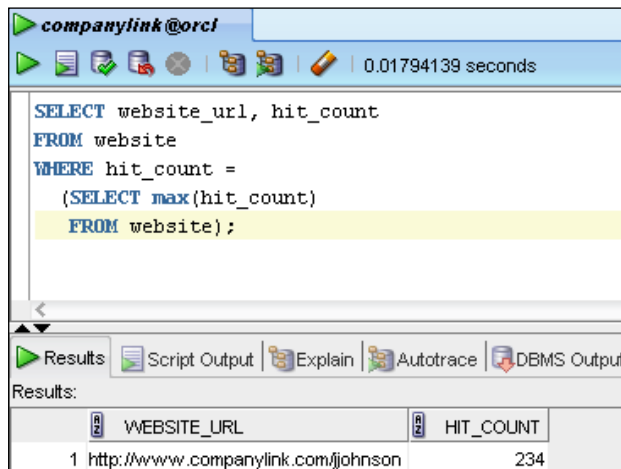 companylink@orcl
0.01794139 seconds
SELECT website_url, hit_count
FROM website
WHERE hit_count =
(SELECT max(hit_count)
FROM website);
Results Script Output Explain Autotrace DBMS Output
Results:
WEBSITE_URL HIT_COUNT
1 http://www.companylink.com/jjohnson 234